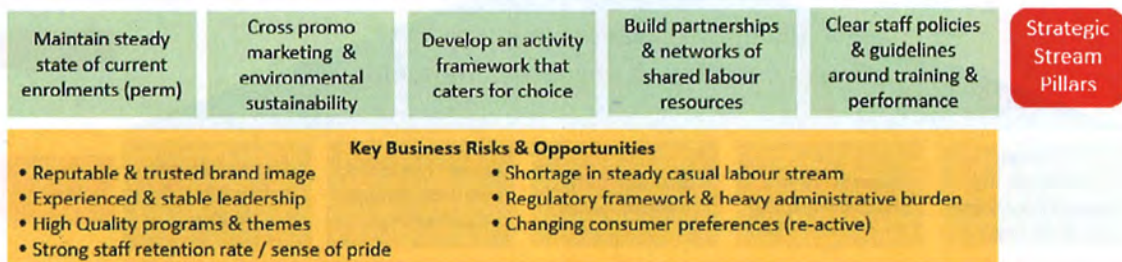 Maintain steady
state of current
enrolments (perm)
Cross promo
marketing &
environmental
sustainability
Develop an activity
framework that
caters for choice
Build partnerships
& networks of
shared labour
resources
Clear staff policies
& guidelines
around training &
performance
Strategic
Stream
Pillars
Key Business Risks & Opportunities
• Reputable & trusted brand image
• Experienced & stable leadership
• High Quality programs & themes
• Strong staff retention rate / sense of pride
• Shortage in steady casual labour stream
• Regulatory framework & heavy administrative burden
• Changing consumer preferences (re-active)